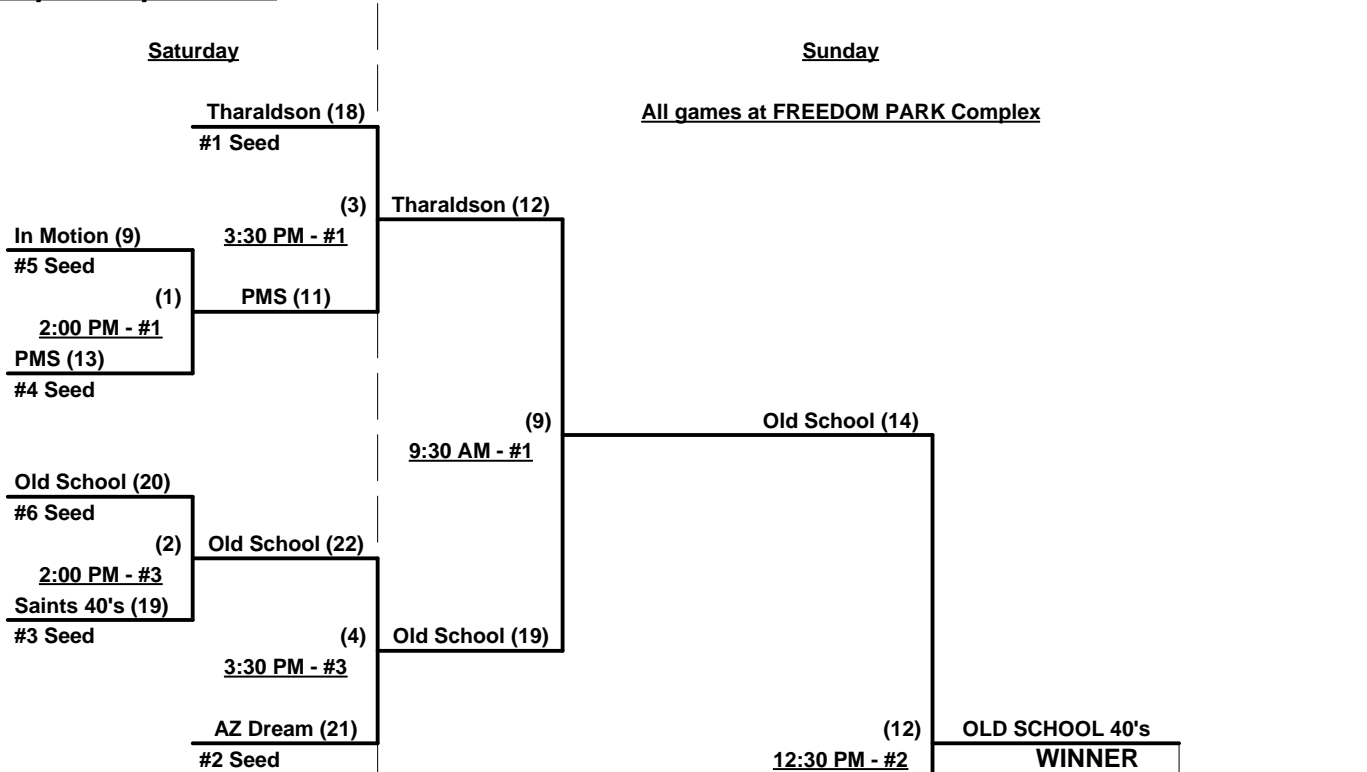 Saturday
Sunday
Tharaldson (18)
All games at FREEDOM PARK Complex
#1 Seed
(3)
Tharaldson (12)
In Motion (9)
3:30 PM - #1
#5 Seed
(1)
PMS (11)
2:00 PM - #1
PMS (13)
#4 Seed
(9)
Old School (14)
9:30 AM - #1
Old School (20)
#6 Seed
(2)
Old School (22)
2:00 PM - #3
Saints 40's (19)
#3 Seed
(4)
Old School (19)
3:30 PM - #3
AZ Dream (21)
(12)
OLD SCHOOL 40's
#2 Seed
12:30 PM - #2
WINNER